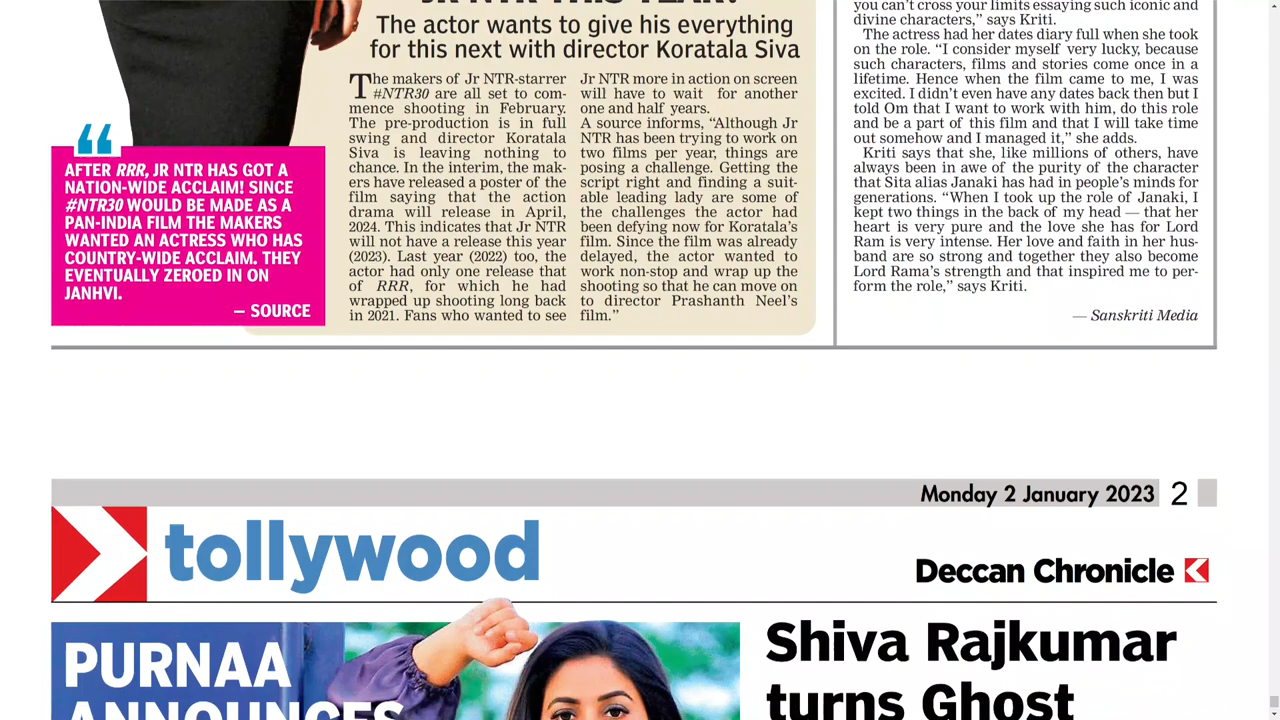 JR NTR THIS YEAR?
The actor wants to give his everything
for this next with director Koratala Siva
The makers of Jr NTR-starrer
#NTR30 are all set to com-
mence shooting in February.
The pre-production is in full
swing and director Koratala
Siva is leaving nothing to
chance. In the interim, the mak-
ers have released a poster of the
film saying that the action
drama will release in April,
2024. This indicates that Jr NTR
will not have a release this year
(2023). Last year (2022) too, the
actor had only one release that
of RRR, for which he had
wrapped up shooting long back
in 2021. Fans who wanted to see
Jr NTR more in action on screen
will have to wait for another
one and half years.
A source informs, “Although Jr
NTR has been trying to work on
two films per year, things are
posing a challenge. Getting the
script right and finding a suit-
able leading lady are some of
the challenges the actor had
been defying now for Koratala’s
film. Since the film was already
delayed, the actor wanted to
work non-stop and wrap up the
shooting so that he can move on
to director Prashanth Neel’s
film.”
“
AFTER RRR, JR NTR HAS GOT A
NATION-WIDE ACCLAIM! SINCE
#NTR30 WOULD BE MADE AS A
PAN-INDIA FILM THE MAKERS
WANTED AN ACTRESS WHO HAS
COUNTRY-WIDE ACCLAIM. THEY
EVENTUALLY ZEROED IN ON
JANHVI.
— SOURCE
you can’t cross your limits essaying such iconic and
divine characters,” says Kriti.
The actress had her dates diary full when she took
on the role. “I consider myself very lucky, because
such characters, films and stories come once in a
lifetime. Hence when the film came to me, I was
excited. I didn’t even have any dates back then but I
told Om that I want to work with him, do this role
and be a part of this film and that I will take time
out somehow and I managed it,” she adds.
Kriti says that she, like millions of others, have
always been in awe of the purity of the character
that Sita alias Janaki has had in people’s minds for
generations. “When I took up the role of Janaki, I
kept two things in the back of my head — that her
heart is very pure and the love she has for Lord
Ram is very intense. Her love and faith in her hus-
band are so strong and together they also become
Lord Rama’s strength and that inspired me to per-
form the role,” says Kriti.
— Sanskriti Media
Monday 2 January 2023 2
tollywood
Deccan Chronicle
PURNAA
ANNOUNCES
Shiva Rajkumar
turns Ghost